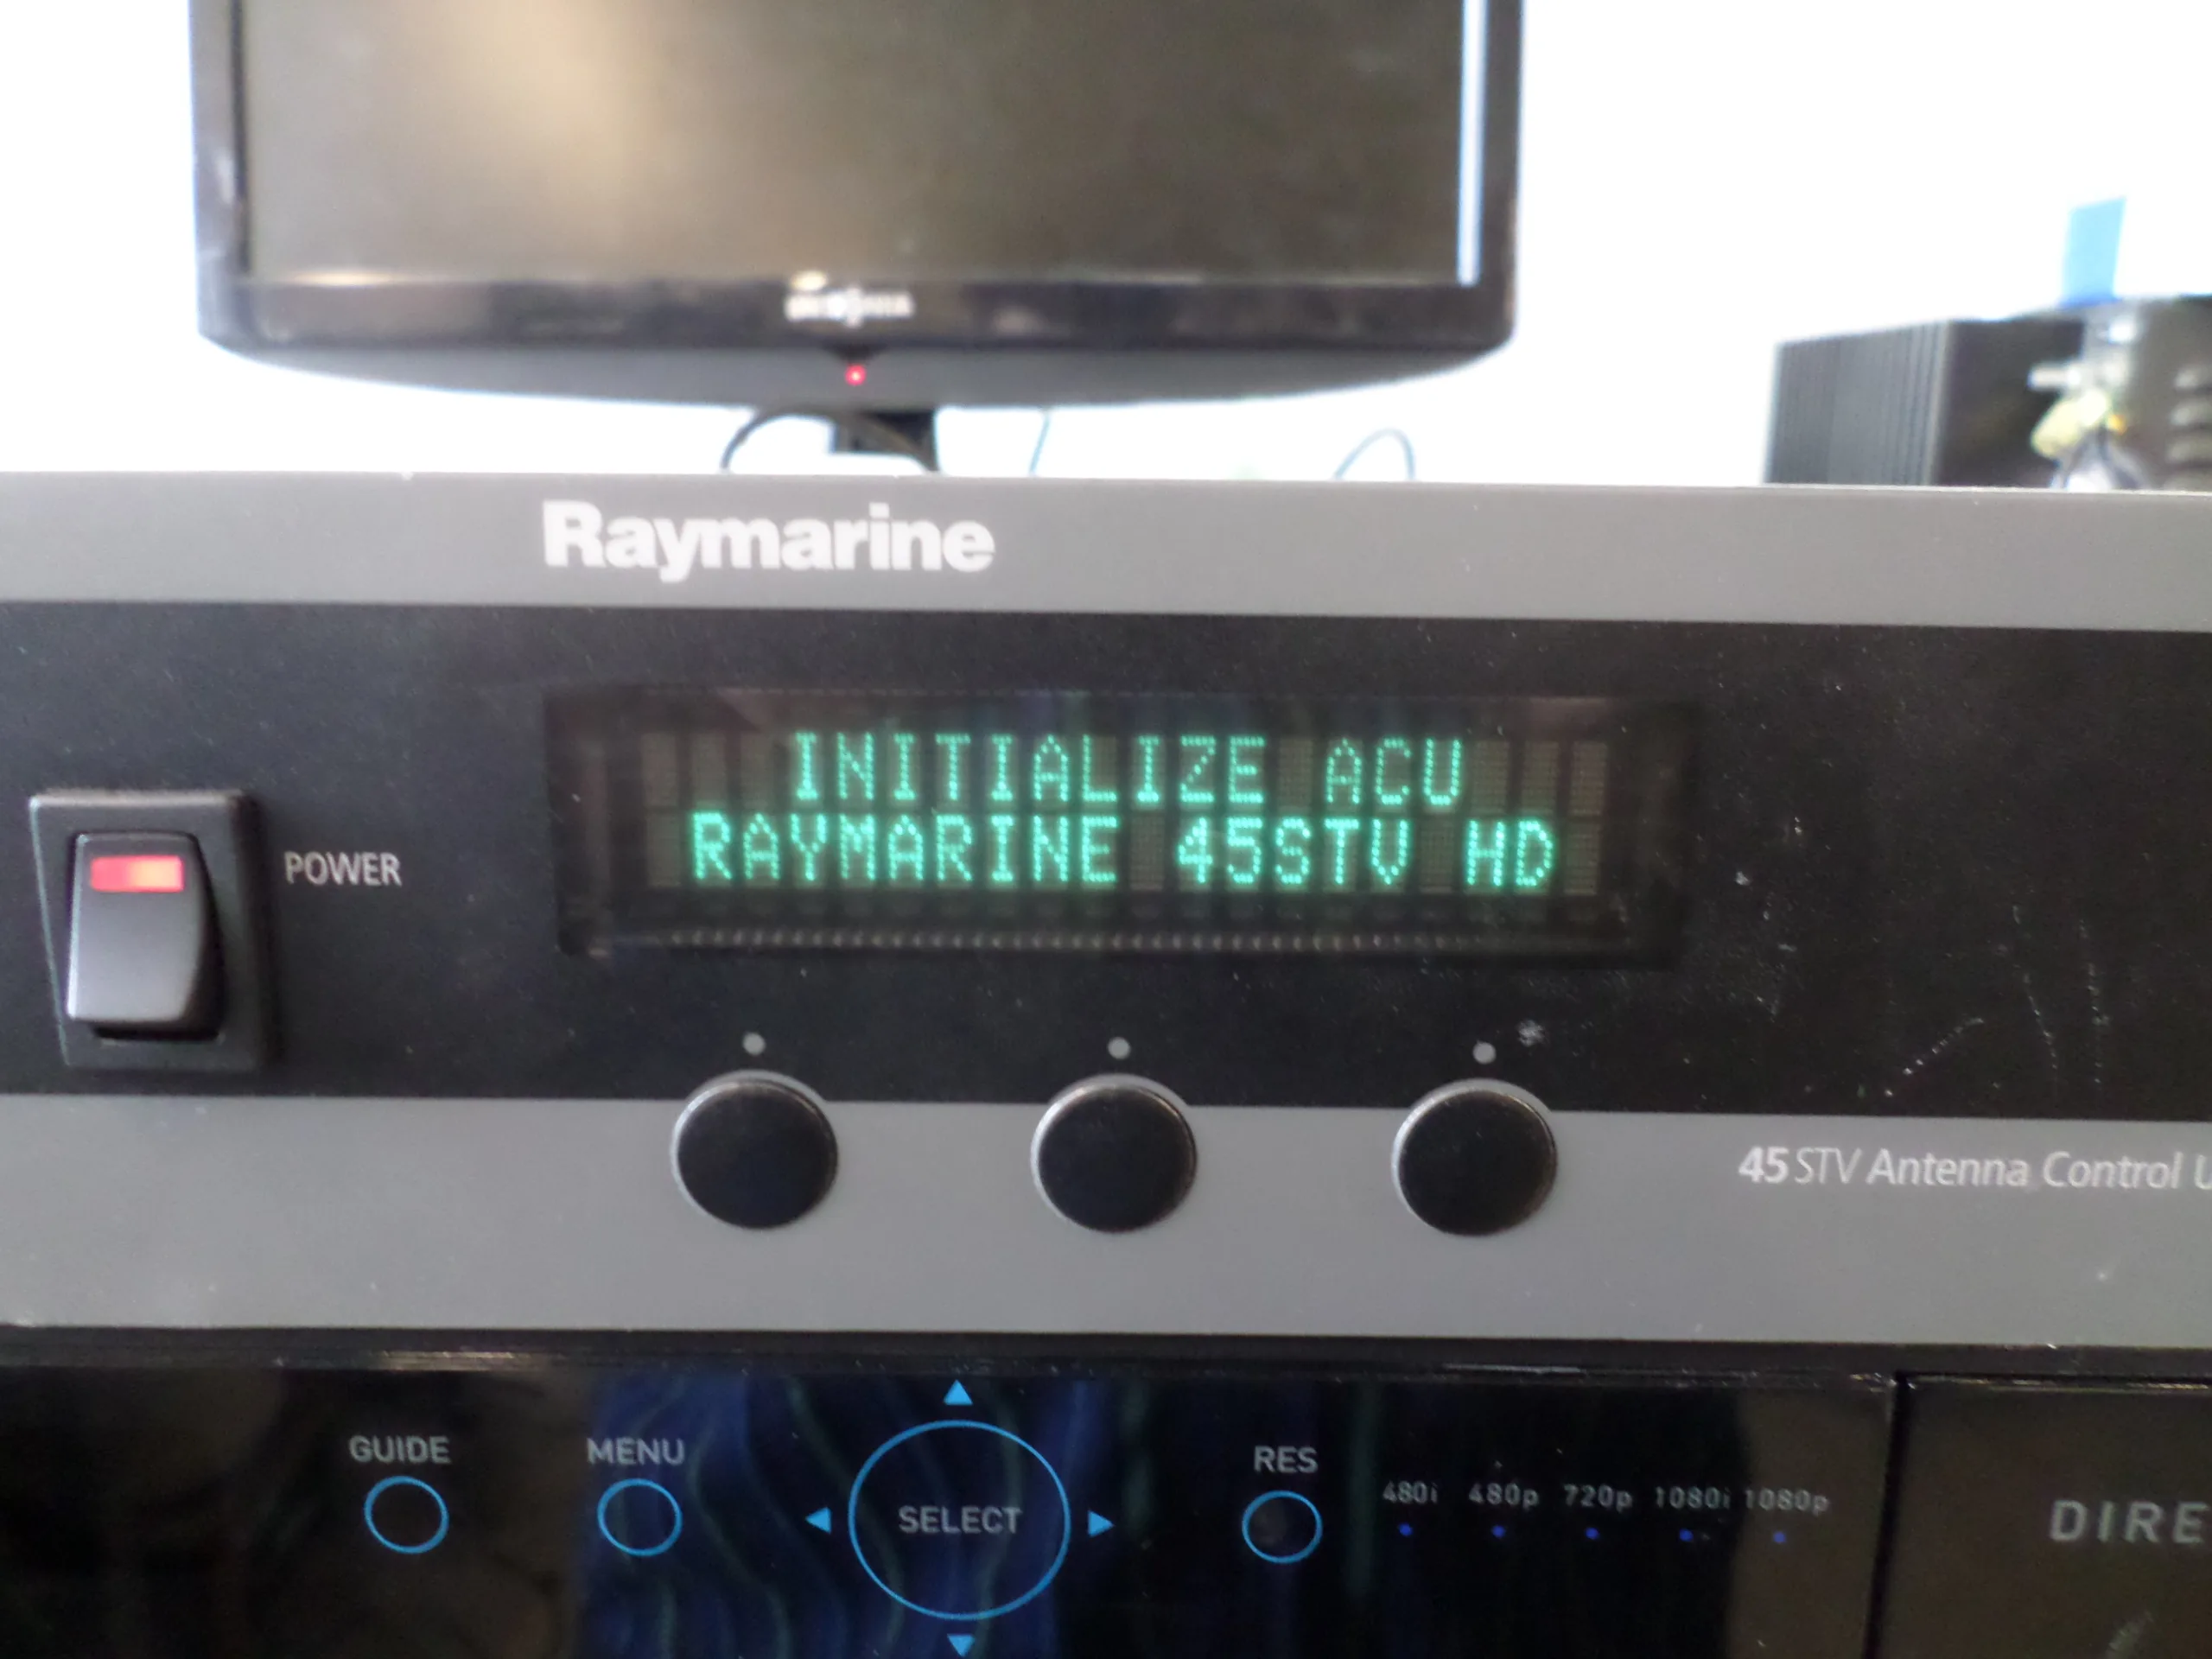 INSIGNIA
Raymarine
INITIALIZE ACU
RAYMARINE 45STV HD
POWER
45 STV Antenna Control U
GUIDE
MENU
SELECT
RES
480i 480p 720p 1080i 1080p
DIRE